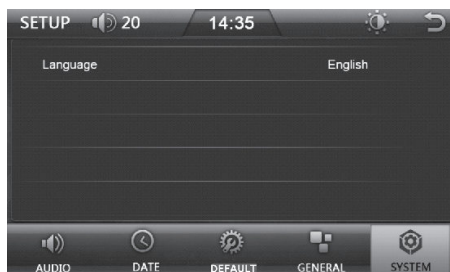 SETUP 20 14:35
Language English
AUDIO DATE DEFAULT GENERAL SYSTEM